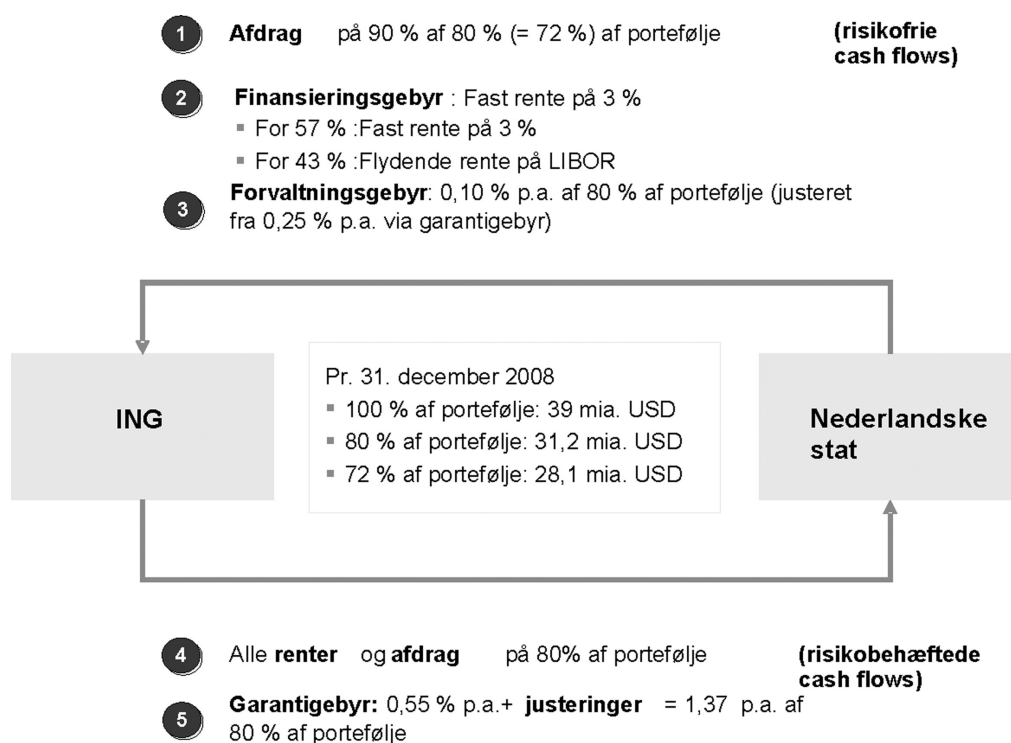 1 Afdrag på 90 % af 80 % (= 72 %) af portefølje (risikofrie
cash flows)
2 Finansieringsgebyr : Fast rente på 3 %
▪ For 57 % :Fast rente på 3 %
▪ For 43 % :Flydende rente på LIBOR
3 Forvaltningsgebyr: 0,10 % p.a. af 80 % af portefølje (justeret
fra 0,25 % p.a. via garantigebyr)
ING
Pr. 31. december 2008
▪ 100 % af portefølje: 39 mia. USD
▪ 80 % af portefølje: 31,2 mia. USD
▪ 72 % af portefølje: 28,1 mia. USD
Nederlandske
stat
4 Alle renter og afdrag på 80% af portefølje (risikobehæftede
cash flows)
5 Garantigebyr: 0,55 % p.a.+ justeringer = 1,37 p.a. af
80 % af portefølje